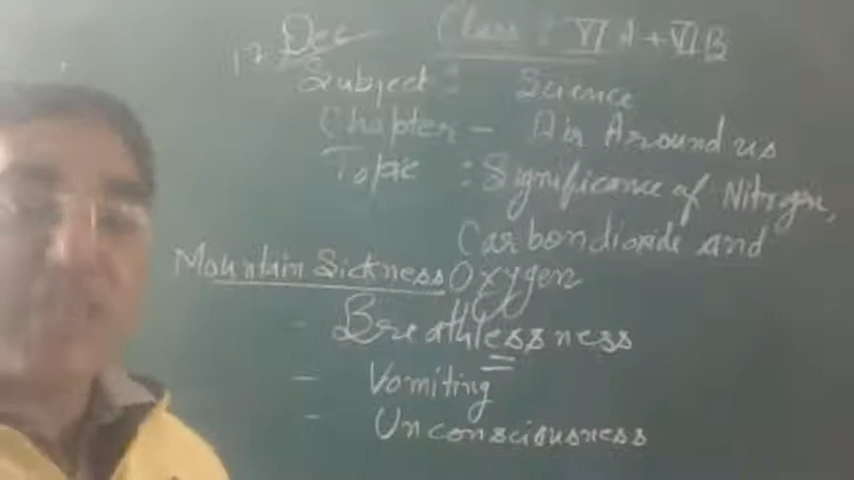 17 Dec Class : VI A + VI B
Subject : Science
Chapter - Air Around us
Topic : Significance of Nitrogen,
Carbondioxide and
Mountain Sickness Oxygen
- Breathlessness
- Vomiting
- Unconsciousness